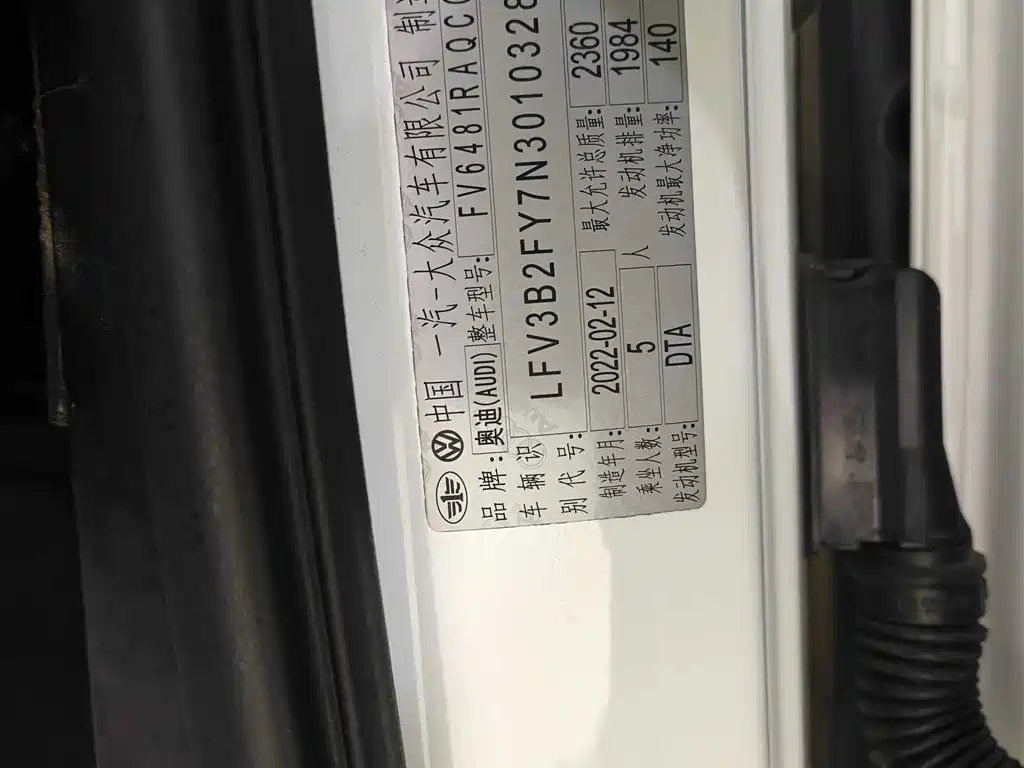 中国 一汽-大众汽车有限公司 制造
品牌:奥迪(AUDI) 整车型号: FV6481RAQCG
车辆识别代号: LFV3B2FY7N3010328
制造年月: 2022-02-12 最大允许总质量: 2360
乘坐人数: 5 人 发动机排量: 1984
发动机型号: DTA 发动机最大净功率: 140